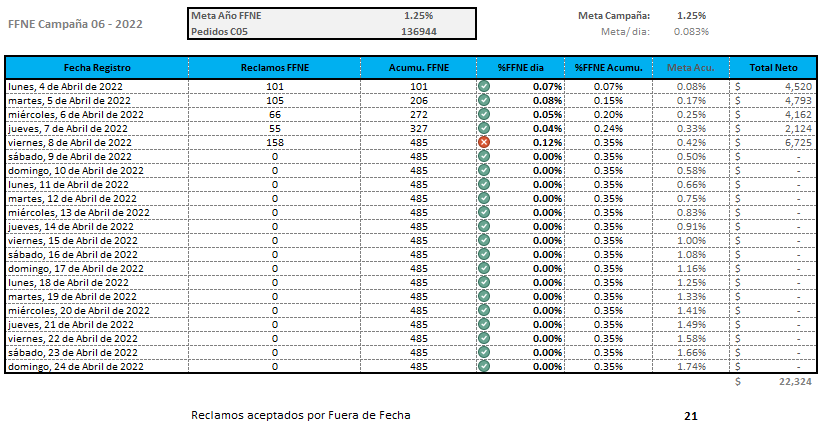 FFNE Campaña 06 - 2022
Meta Año FFNE 1.25% Meta Campaña: 1.25%
Pedidos C05 136944 Meta/ dia: 0.083%
Fecha Registro Reclamos FFNE Acumu. FFNE %FFNE dia %FFNE Acumu. Meta Acu. Total Neto
lunes, 4 de Abril de 2022 101 101 0.07% 0.07% 0.08% $ 4,520
martes, 5 de Abril de 2022 105 206 0.08% 0.15% 0.17% $ 4,793
miércoles, 6 de Abril de 2022 66 272 0.05% 0.20% 0.25% $ 4,162
jueves, 7 de Abril de 2022 55 327 0.04% 0.24% 0.33% $ 2,124
viernes, 8 de Abril de 2022 158 485 0.12% 0.35% 0.42% $ 6,725
sábado, 9 de Abril de 2022 0 485 0.00% 0.35% 0.50% $ -
domingo, 10 de Abril de 2022 0 485 0.00% 0.35% 0.58% $ -
lunes, 11 de Abril de 2022 0 485 0.00% 0.35% 0.66% $ -
martes, 12 de Abril de 2022 0 485 0.00% 0.35% 0.75% $ -
miércoles, 13 de Abril de 2022 0 485 0.00% 0.35% 0.83% $ -
jueves, 14 de Abril de 2022 0 485 0.00% 0.35% 0.91% $ -
viernes, 15 de Abril de 2022 0 485 0.00% 0.35% 1.00% $ -
sábado, 16 de Abril de 2022 0 485 0.00% 0.35% 1.08% $ -
domingo, 17 de Abril de 2022 0 485 0.00% 0.35% 1.16% $ -
lunes, 18 de Abril de 2022 0 485 0.00% 0.35% 1.25% $ -
martes, 19 de Abril de 2022 0 485 0.00% 0.35% 1.33% $ -
miércoles, 20 de Abril de 2022 0 485 0.00% 0.35% 1.41% $ -
jueves, 21 de Abril de 2022 0 485 0.00% 0.35% 1.49% $ -
viernes, 22 de Abril de 2022 0 485 0.00% 0.35% 1.58% $ -
sábado, 23 de Abril de 2022 0 485 0.00% 0.35% 1.66% $ -
domingo, 24 de Abril de 2022 0 485 0.00% 0.35% 1.74% $ -
$ 22,324
Reclamos aceptados por Fuera de Fecha 21